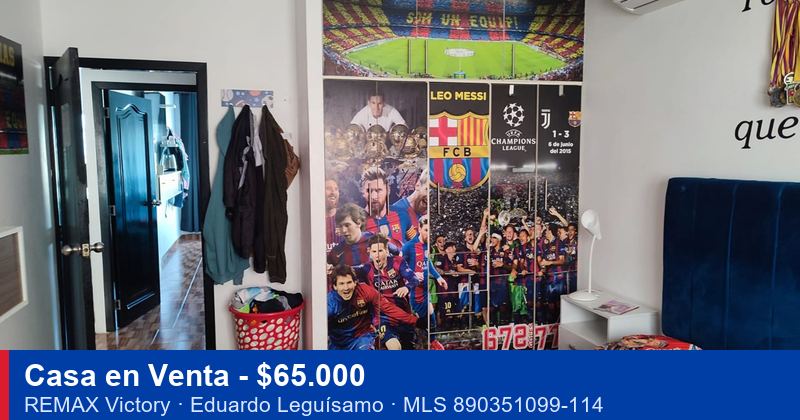 SOM UN EQUIP!
LEO MESSI
FCB
UEFA
CHAMPIONS
LEAGUE
1 - 3
6 de junio
del 2015
que
Casa en Venta - $65.000
REMAX Victory · Eduardo Leguísamo · MLS 890351099-114